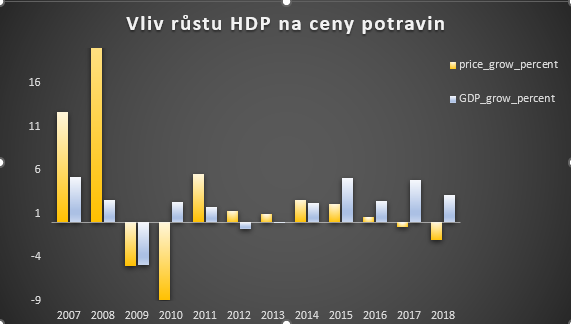 Vliv růstu HDP na ceny potravin
price_grow_percent
GDP_grow_percent
16
11
6
1
-4
-9
2007 2008 2009 2010 2011 2012 2013 2014 2015 2016 2017 2018